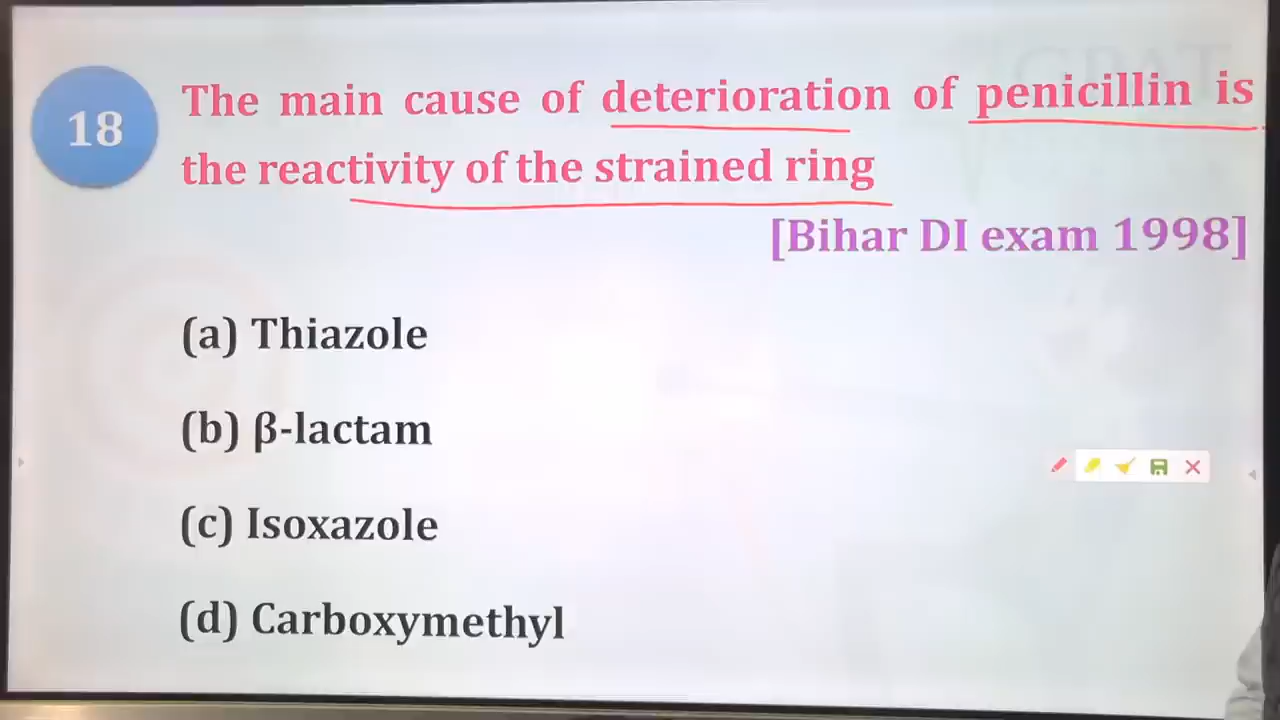 18
The main cause of deterioration of penicillin is
the reactivity of the strained ring
[Bihar DI exam 1998]
(a) Thiazole
(b) β-lactam
(c) Isoxazole
(d) Carboxymethyl
GPAT